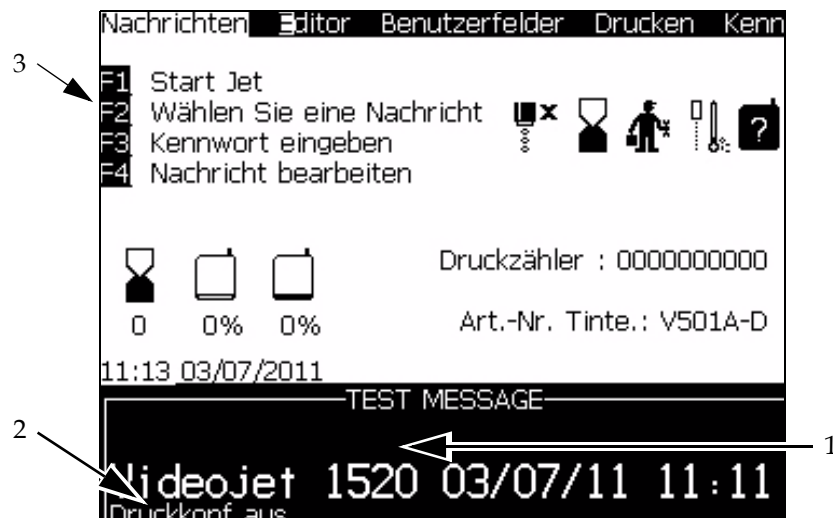 Nachrichten Editor Benutzerfelder Drucken Kenn
3
F1 Start Jet
F2 Wählen Sie eine Nachricht
F3 Kennwort eingeben
F4 Nachricht bearbeiten
?
Druckzähler : 0000000000
0 0% 0%
Art.-Nr. Tinte.: V501A-D
11:13 03/07/2011
TEST MESSAGE
2
1
Videojet 1520 03/07/11 11:11
Druckkopf aus